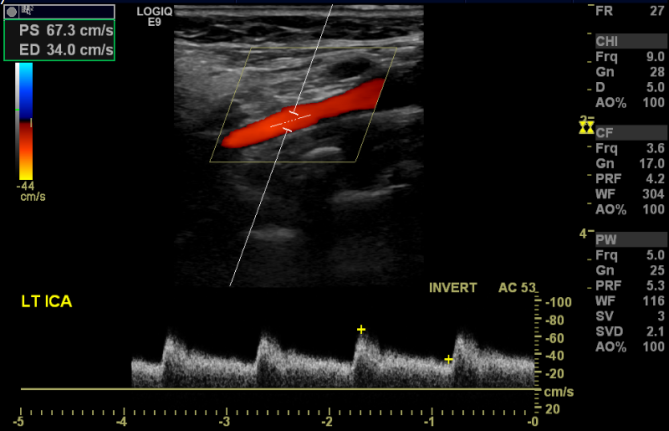 PS 67.3 cm/s
ED 34.0 cm/s
LOGIQ
E9
-44
cm/s
FR 27
CHI
Frq 9.0
Gn 28
D 5.0
AO% 100
CF
Frq 3.6
Gn 17.0
PRF 4.2
WF 304
AO% 100
PW
Frq 5.0
Gn 25
PRF 5.3
WF 116
SV 3
SVD 2.1
AO% 100
4
INVERT AC 53
LT ICA
-100
-80
-60
-40
-20
cm/s
20
-5 -4 -3 -2 -1 -0